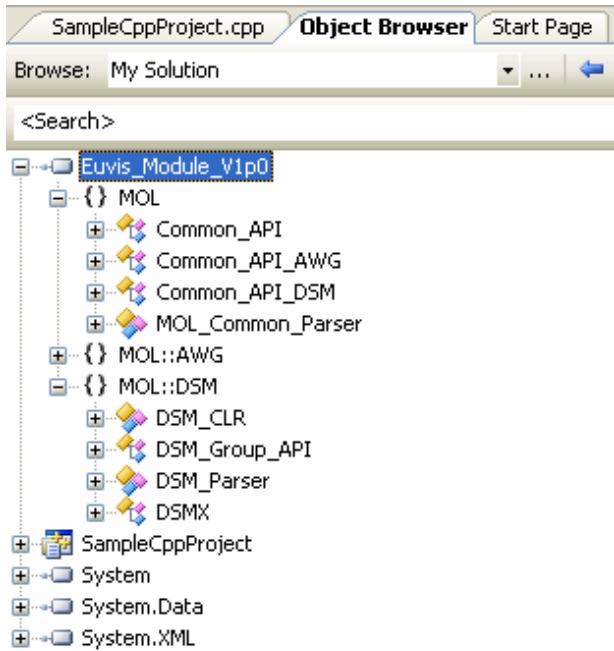 SampleCppProject.cpp Object Browser Start Page
Browse: My Solution ...
<Search>
Euvis_Module_V1p0
{} MOL
Common_API
Common_API_AWG
Common_API_DSM
MOL_Common_Parser
{} MOL::AWG
{} MOL::DSM
DSM_CLR
DSM_Group_API
DSM_Parser
DSMX
SampleCppProject
System
System.Data
System.XML